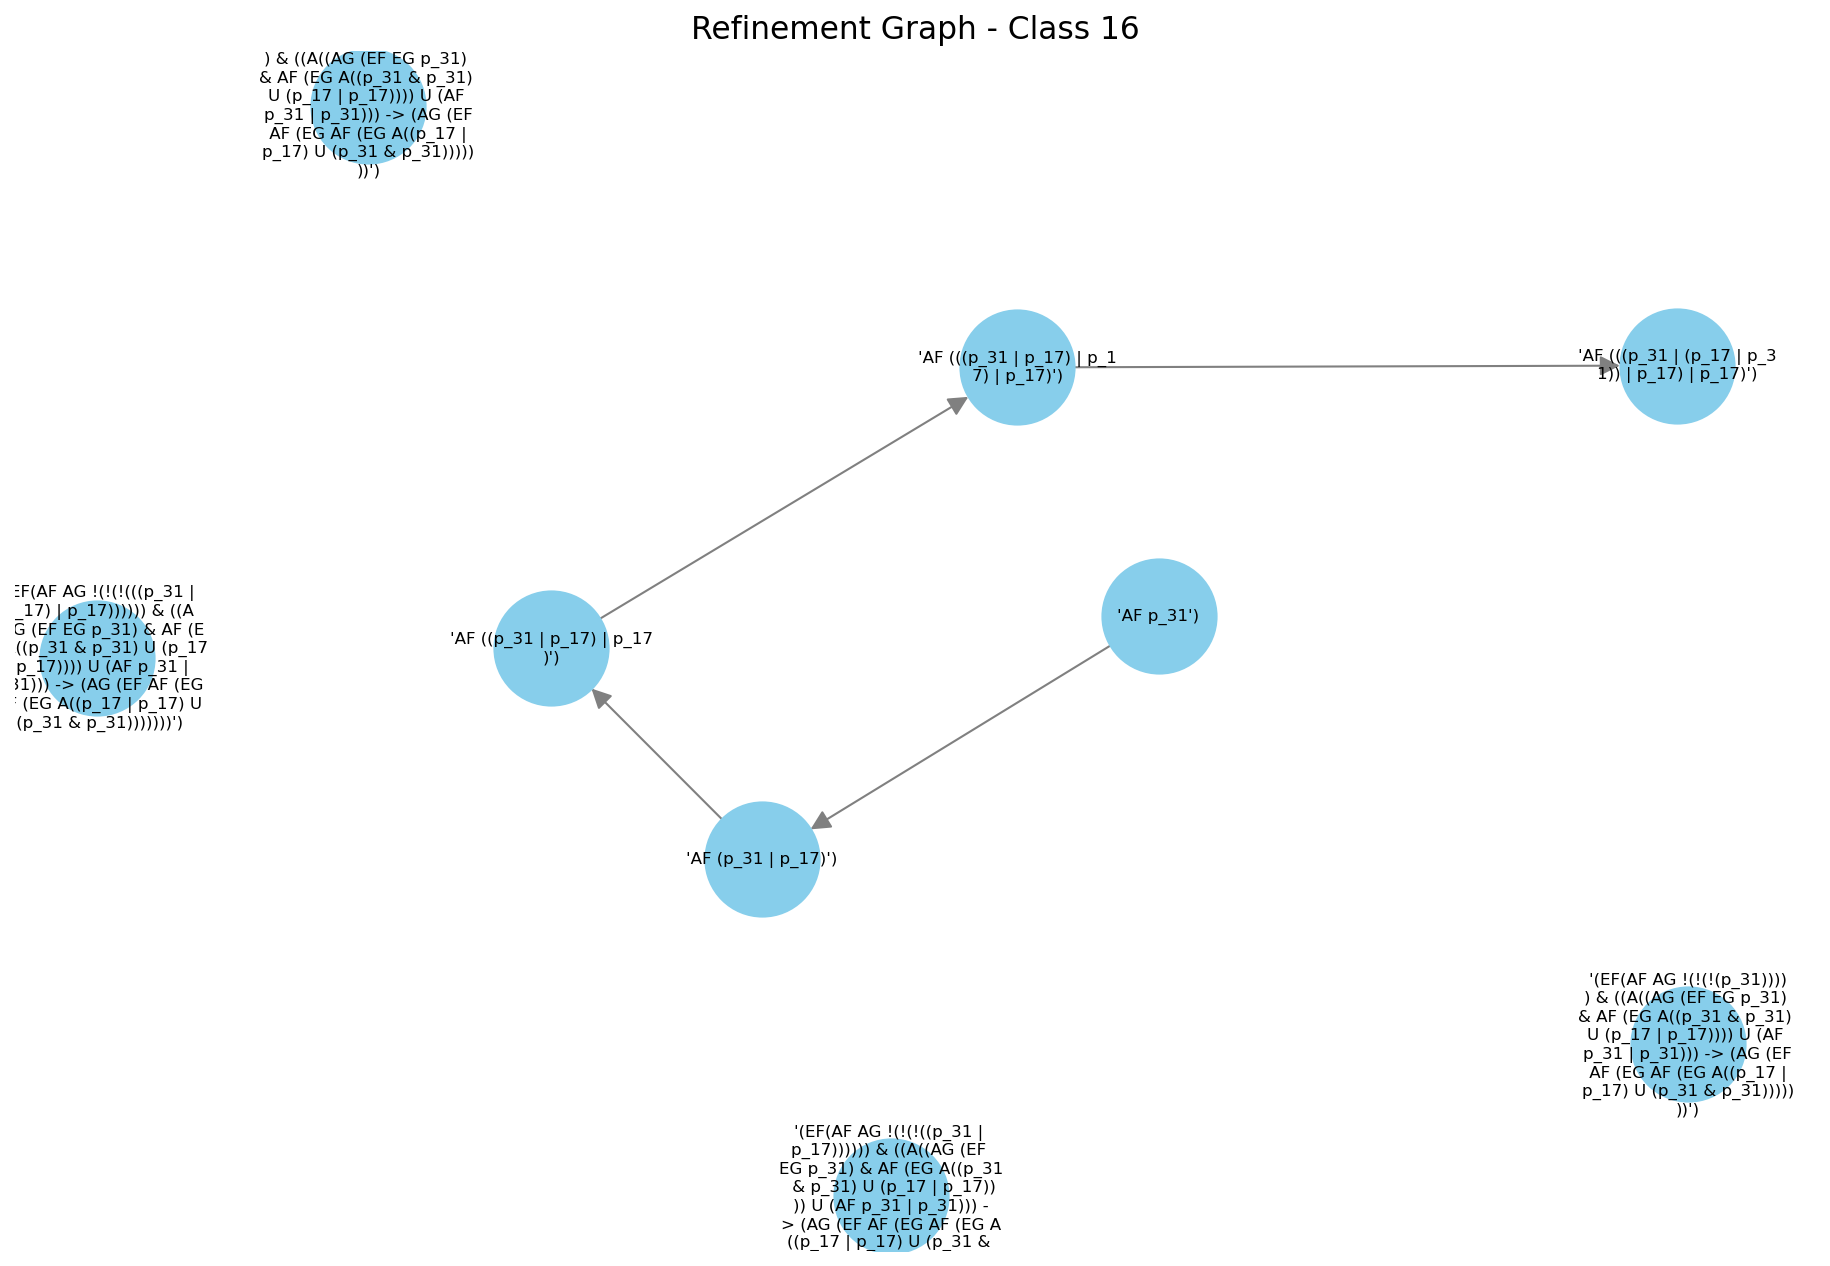 Refinement Graph - Class 16
) & ((A((AG (EF EG p_31)
& AF (EG A((p_31 & p_31)
U (p_17 | p_17)))) U (AF
p_31 | p_31))) -> (AG (EF
AF (EG AF (EG A((p_17 |
p_17) U (p_31 & p_31)))))
))')
'AF (((p_31 | p_17) | p_1
7) | p_17)')
'AF (((p_31 | (p_17 | p_3
1)) | p_17) | p_17)')
EF(AF AG !(!(!(((p_31 |
_17) | p_17)))))) & ((A
G (EF EG p_31) & AF (E
((p_31 & p_31) U (p_17
p_17)))) U (AF p_31 |
31))) -> (AG (EF AF (EG
(EG A((p_17 | p_17) U
(p_31 & p_31)))))))')
'AF ((p_31 | p_17) | p_17
)')
'AF p_31')
'AF (p_31 | p_17)')
'(EF(AF AG !(!(!(p_31))))
) & ((A((AG (EF EG p_31)
& AF (EG A((p_31 & p_31)
U (p_17 | p_17)))) U (AF
p_31 | p_31))) -> (AG (EF
AF (EG AF (EG A((p_17 |
p_17) U (p_31 & p_31)))))
))')
'(EF(AF AG !(!(!((p_31 |
p_17)))))) & ((A((AG (EF
EG p_31) & AF (EG A((p_31
& p_31) U (p_17 | p_17))
)) U (AF p_31 | p_31))) -
> (AG (EF AF (EG AF (EG A
((p_17 | p_17) U (p_31 &